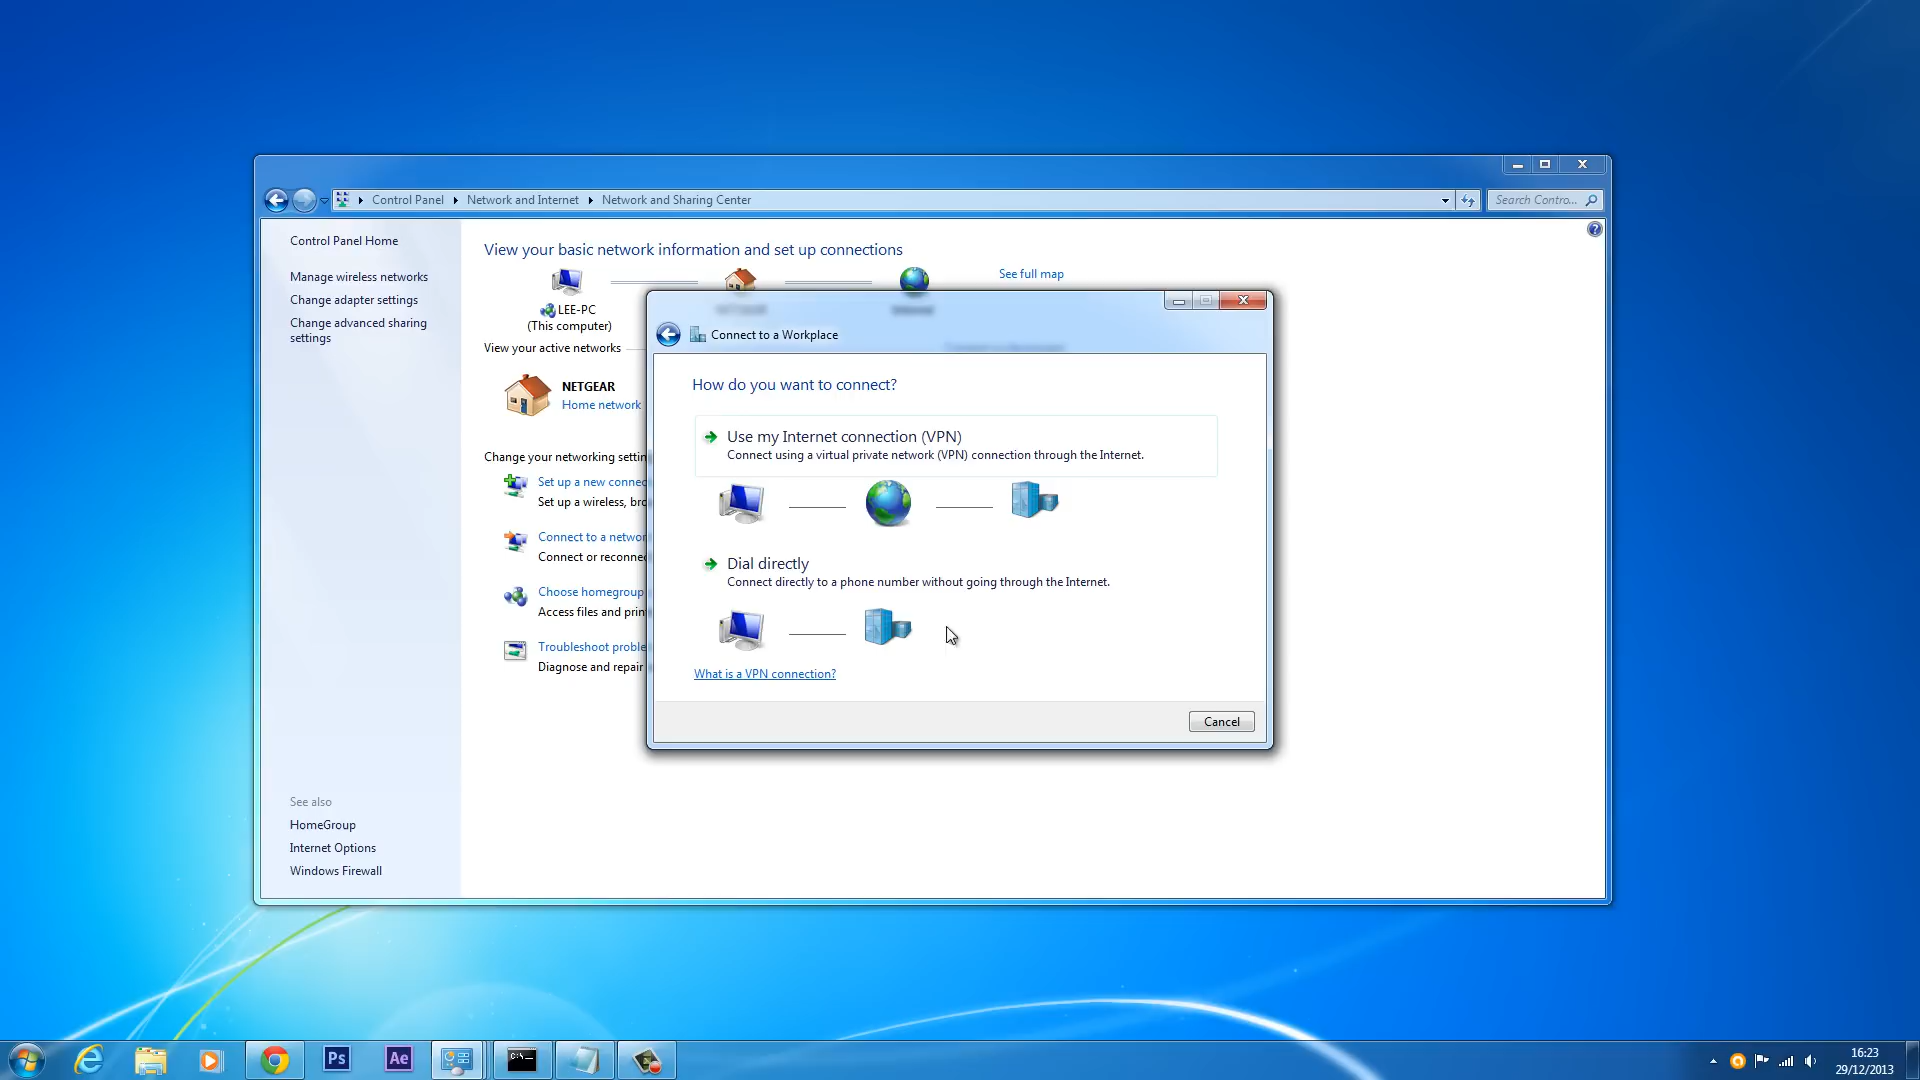 Control Panel
Network and Internet
Network and Sharing Center
Search Contro...
Control Panel Home
Manage wireless networks
Change adapter settings
Change advanced sharing
settings
See also
HomeGroup
Internet Options
Windows Firewall
View your basic network information and set up connections
See full map
LEE-PC
(This computer)
View your active networks
NETGEAR
Home network
Change your networking settin
Set up a new connec
Set up a wireless, bro
Connect to a networ
Connect or reconnec
Choose homegroup
Access files and prin
Troubleshoot proble
Diagnose and repair
Connect to a Workplace
How do you want to connect?
Use my Internet connection (VPN)
Connect using a virtual private network (VPN) connection through the Internet.
Dial directly
Connect directly to a phone number without going through the Internet.
What is a VPN connection?
Cancel
Ps
Ae
C:\.
16:23
29/12/2013